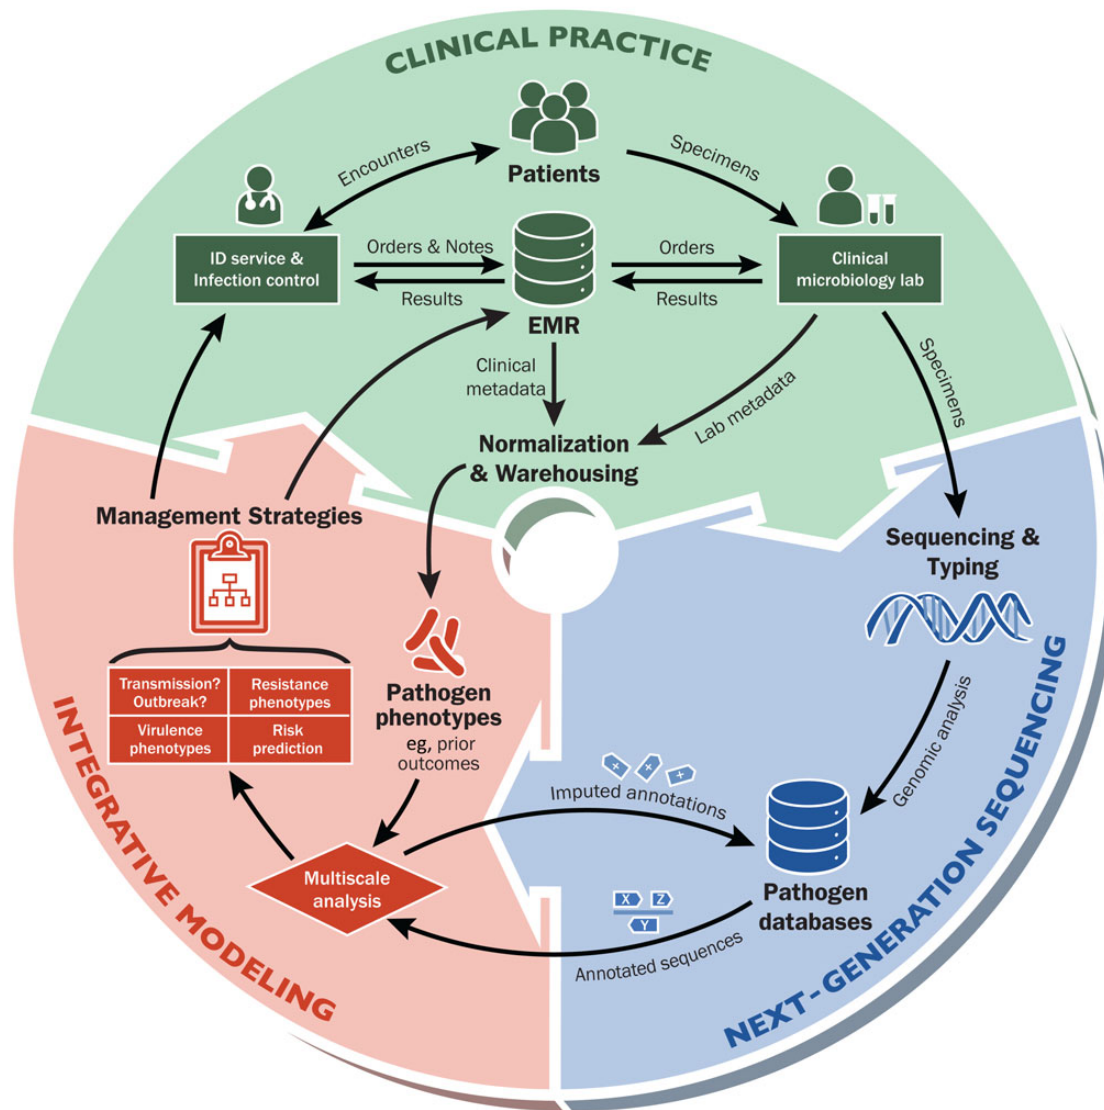 CLINICAL PRACTICE
Encounters
Patients
Specimens
ID service &
Infection control
Orders & Notes
Results
EMR
Orders
Results
Clinical
microbiology lab
Clinical
metadata
Lab metadata
Specimens
Normalization
& Warehousing
Management Strategies
Sequencing &
Typing
Transmission?
Outbreak?
Resistance
phenotypes
Virulence
phenotypes
Risk
prediction
Pathogen
phenotypes
eg, prior
outcomes
Genomic analysis
+
+
+
Imputed annotations
Multiscale
analysis
Pathogen
databases
X
Z
Y
Annotated sequences
INTEGRATIVE MODELING
NEXT-GENERATION SEQUENCING